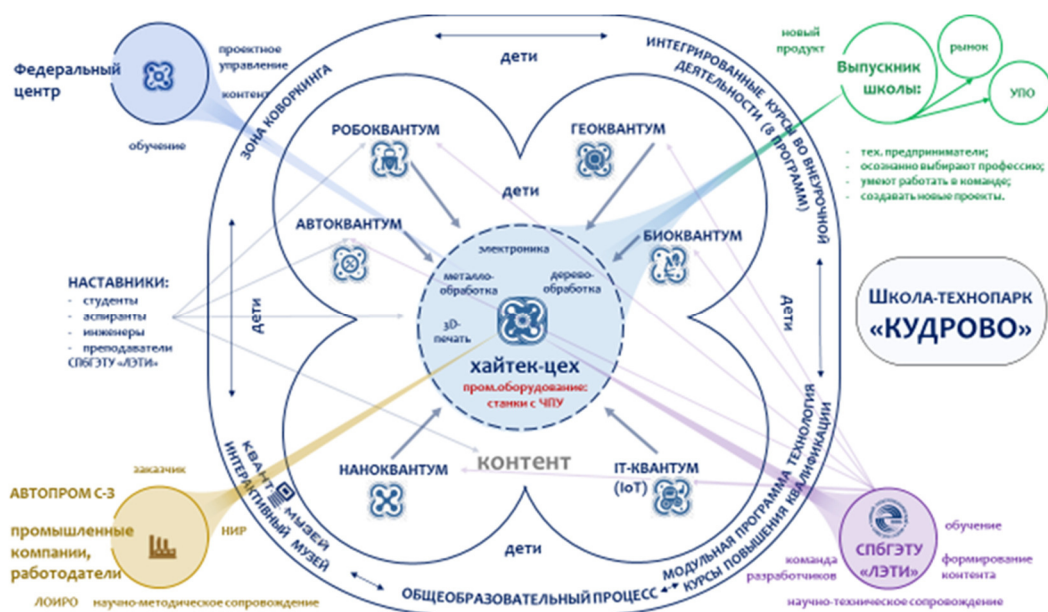 Федеральный
центр
проектное
управление
контент
обучение
ЗОНА КОВОРКИНГА
дети
ИНТЕГРИРОВАННЫЕ КУРСЫ ВО ВНЕУРОЧНОЙ
ДЕЯТЕЛЬНОСТИ (8 ПРОГРАММ)
новый
продукт
Выпускник
школы:
рынок
УПО
- тех. предприниматели;
- осознанно выбирают профессию;
- умеют работать в команде;
- создавать новые проекты.
РОБОКВАНТУМ
ГЕОКВАНТУМ
дети
АВТОКВАНТУМ
БИОКВАНТУМ
электроника
металло-
обработка
дерево-
обработка
3D-
печать
хайтек-цех
пром.оборудование:
станки с ЧПУ
НАСТАВНИКИ:
- студенты
- аспиранты
- инженеры
- преподаватели
СПбГЭТУ «ЛЭТИ»
дети
дети
ШКОЛА-ТЕХНОПАРК
«КУДРОВО»
НАНОКВАНТУМ
контент
IT-КВАНТУМ
(IoT)
дети
КВАНТ МУЗЕЙ
ИНТЕРАКТИВНЫЙ МУЗЕЙ
ОБЩЕОБРАЗОВАТЕЛЬНЫЙ ПРОЦЕСС
МОДУЛЬНАЯ ПРОГРАММА ТЕХНОЛОГИЯ
КУРСЫ ПОВЫШЕНИЯ КВАЛИФИКАЦИИ
заказчик
АВТОПРОМ С-З
промышленные
компании,
работодатели
НИР
ЛОИРО научно-методическое сопровождение
СПбГЭТУ
«ЛЭТИ»
обучение
формирование
контента
команда
разработчиков
научно-техническое сопровождение